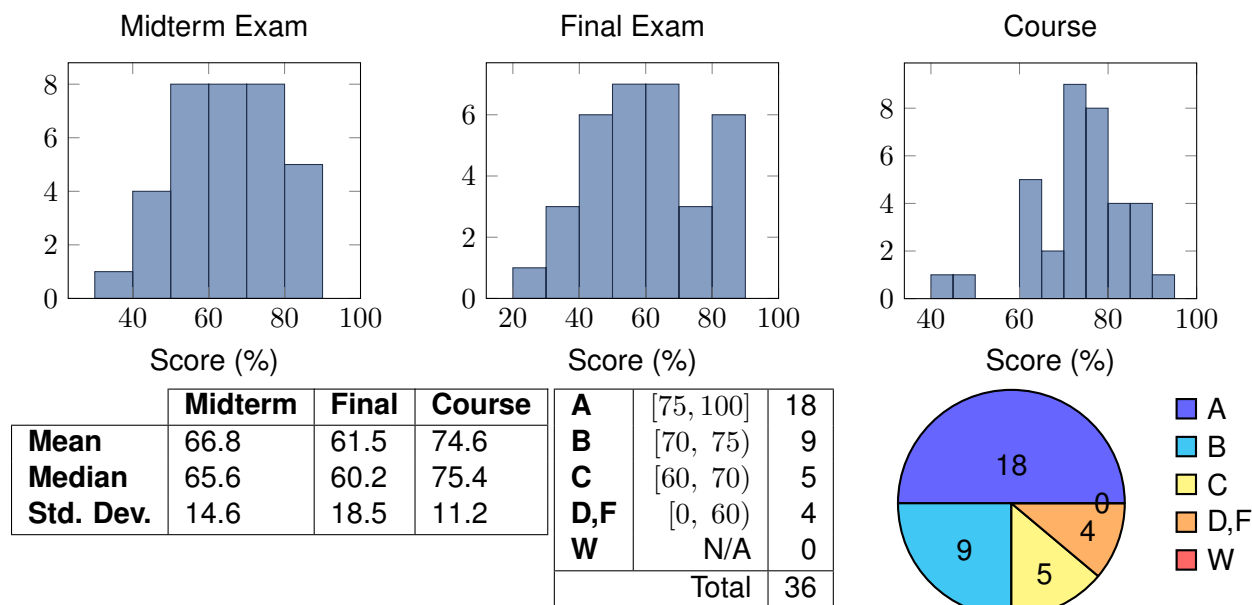 Midterm Exam
8
6
4
2
0
40 60 80 100
Score (%)
Final Exam
6
4
2
0
20 40 60 80 100
Score (%)
Course
8
6
4
2
0
40 60 80 100
Score (%)
Midterm Final Course
Mean 66.8 61.5 74.6
Median 65.6 60.2 75.4
Std. Dev. 14.6 18.5 11.2
A [75, 100] 18
B [70, 75) 9
C [60, 70) 5
D,F [0, 60) 4
W N/A 0
Total 36
18
0
4
9
5
A
B
C
D,F
W